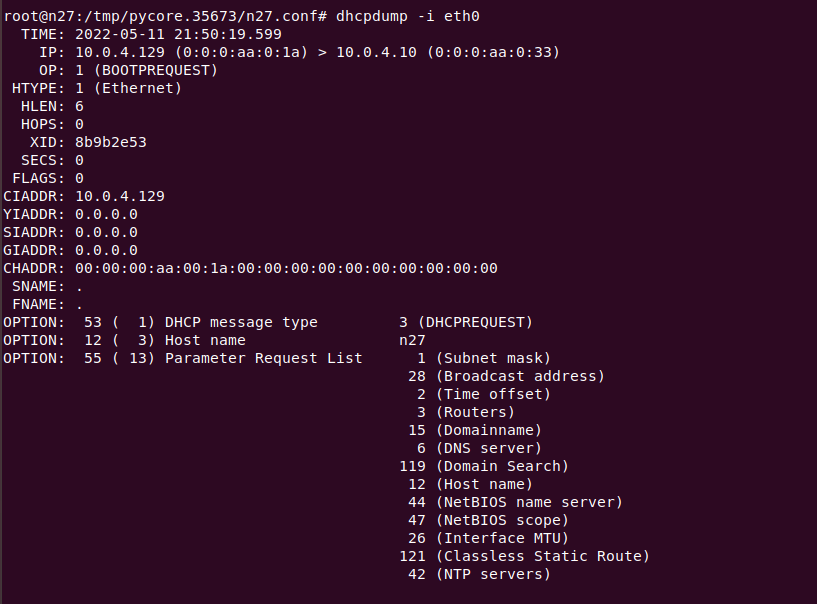 root@n27:/tmp/pycore.35673/n27.conf# dhcpdump -i eth0
  TIME: 2022-05-11 21:50:19.599
    IP: 10.0.4.129 (0:0:0:aa:0:1a) > 10.0.4.10 (0:0:0:aa:0:33)
    OP: 1 (BOOTPREQUEST)
 HTYPE: 1 (Ethernet)
  HLEN: 6
  HOPS: 0
   XID: 8b9b2e53
  SECS: 0
 FLAGS: 0
CIADDR: 10.0.4.129
YIADDR: 0.0.0.0
SIADDR: 0.0.0.0
GIADDR: 0.0.0.0
CHADDR: 00:00:00:aa:00:1a:00:00:00:00:00:00:00:00:00:00
 SNAME: .
 FNAME: .
OPTION:  53 (  1) DHCP message type         3 (DHCPREQUEST)
OPTION:  12 (  3) Host name                 n27
OPTION:  55 ( 13) Parameter Request List      1 (Subnet mask)
                                             28 (Broadcast address)
                                              2 (Time offset)
                                              3 (Routers)
                                             15 (Domainname)
                                              6 (DNS server)
                                            119 (Domain Search)
                                             12 (Host name)
                                             44 (NetBIOS name server)
                                             47 (NetBIOS scope)
                                             26 (Interface MTU)
                                            121 (Classless Static Route)
                                             42 (NTP servers)